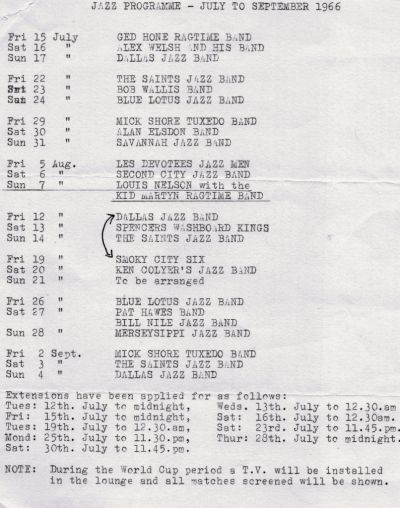 JAZZ PROGRAMME - JULY TO SEPTEMBER 1966
Fri 15 July GED HONE RAGTIME BAND
Sat 16 " ALEX WELSH AND HIS BAND
Sun 17 " DALLAS JAZZ BAND
Fri 22 " THE SAINTS JAZZ BAND
Sat 23 " BOB WALLIS BAND
Sun 24 " BLUE LOTUS JAZZ BAND
Fri 29 " MICK SHORE TUXEDO BAND
Sat 30 " ALAN ELSDON BAND
Sun 31 " SAVANNAH JAZZ BAND
Fri 5 Aug. LES DEVOTEES JAZZ MEN
Sat 6 " SECOND CITY JAZZ BAND
Sun 7 " LOUIS NELSON with the
KID MARTYN RAGTIME BAND
Fri 12 " DALLAS JAZZ BAND
Sat 13 " SPENCERS WASHBOARD KINGS
Sun 14 " THE SAINTS JAZZ BAND
Fri 19 " SMOKY CITY SIX
Sat 20 " KEN COLYER'S JAZZ BAND
Sun 21 " To be arranged
Fri 26 " BLUE LOTUS JAZZ BAND
Sat 27 " PAT HAWES BAND
BILL NILE JAZZ BAND
Sun 28 " MERSEYSIPPI JAZZ BAND
Fri 2 Sept. MICK SHORE TUXEDO BAND
Sat 3 " THE SAINTS JAZZ BAND
Sun 4 " DALLAS JAZZ BAND
Extensions have been applied for as follows:
Tues: 12th. July to midnight, Weds. 13th. July to 12.30.am
Fri: 15th. July to midnight, Sat: 16th. July to 12.30am.
Tues: 19th. July to 12.30.am, Sat: 23rd. July to 11.45.pm.
Mond: 25th. July to 11.30.pm, Thur: 28th. July to midnight.
Sat: 30th. July to 11.45.pm.
NOTE: During the World Cup period a T.V. will be installed
in the lounge and all matches screened will be shown.